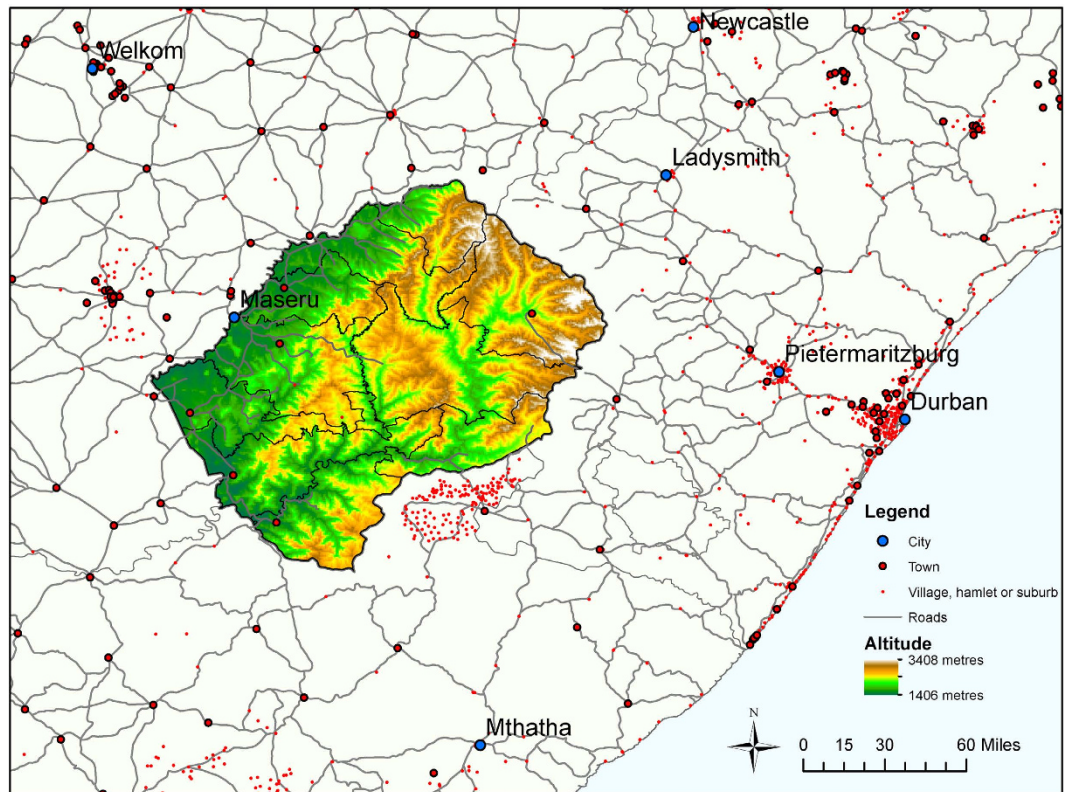 Newcastle
Welkom
Ladysmith
Maseru
Pietermaritzburg
Durban
Legend
City
Town
Village, hamlet or suburb
Roads
Altitude
3408 metres
1406 metres
Mthatha
N
0 15 30 60 Miles